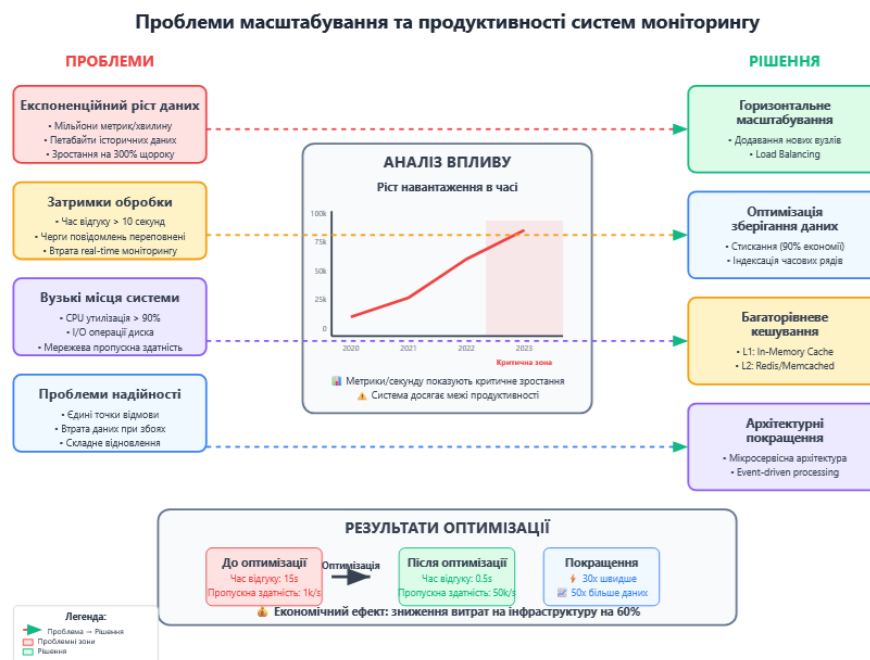 Проблеми масштабування та продуктивності систем моніторингу
ПРОБЛЕМИ
Експоненційний ріст даних
• Мільйони метрик/хвилину
• Петабайти історичних даних
• Зростання на 300% щороку
Затримки обробки
• Час відгуку > 10 секунд
• Черги повідомлень переповнені
• Втрата real-time моніторингу
Вузькі місця системи
• CPU утилізація > 90%
• I/O операції диска
• Мережева пропускна здатність
Проблеми надійності
• Єдині точки відмови
• Втрата даних при збоях
• Складне відновлення
АНАЛІЗ ВПЛИВУ
Ріст навантаження в часі
100k
75k
50k
25k
0
2020 2021 2022 2023
Критична зона
📊 Метрики/секунду показують критичне зростання
⚠️ Система досягає межі продуктивності
РІШЕННЯ
Горизонтальне
масштабування
• Додавання нових вузлів
• Load Balancing
Оптимізація
зберігання даних
• Стискання (90% економії)
• Індексація часових рядів
Багаторівневе
кешування
• L1: In-Memory Cache
• L2: Redis/Memcached
Архітектурні
покращення
• Мікросервісна архітектура
• Event-driven processing
РЕЗУЛЬТАТИ ОПТИМІЗАЦІЇ
До оптимізації
Час відгуку: 15s
Пропускна здатність: 1k/s
Оптимізація
Після оптимізації
Час відгуку: 0.5s
Пропускна здатність: 50k/s
Покращення
⚡ 30x швидше
📈 50x більше даних
💰 Економічний ефект: зниження витрат на інфраструктуру на 60%
Легенда:
Проблема → Рішення
Проблемні зони
Рішення